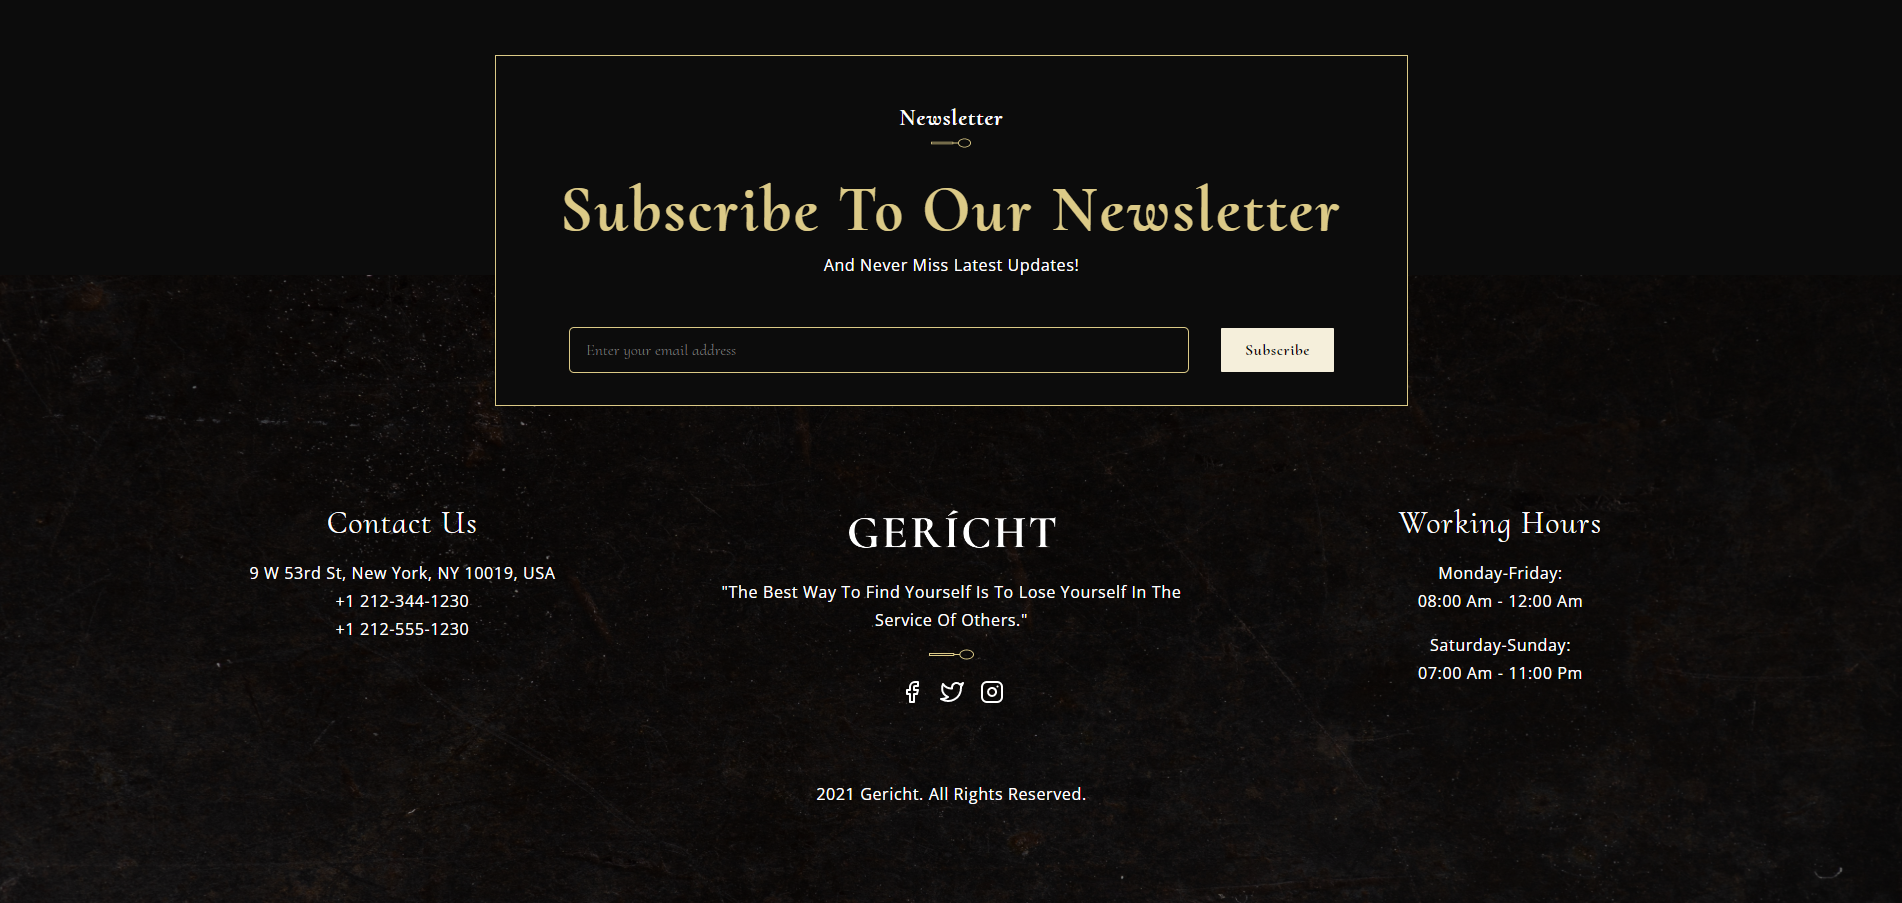 Newsletter
Subscribe To Our Newsletter
And Never Miss Latest Updates!
Enter your email address
Subscribe
Contact Us
9 W 53rd St, New York, NY 10019, USA
+1 212-344-1230
+1 212-555-1230
GERÍCHT
"The Best Way To Find Yourself Is To Lose Yourself In The
Service Of Others."
Working Hours
Monday-Friday:
08:00 Am - 12:00 Am
Saturday-Sunday:
07:00 Am - 11:00 Pm
2021 Gericht. All Rights Reserved.